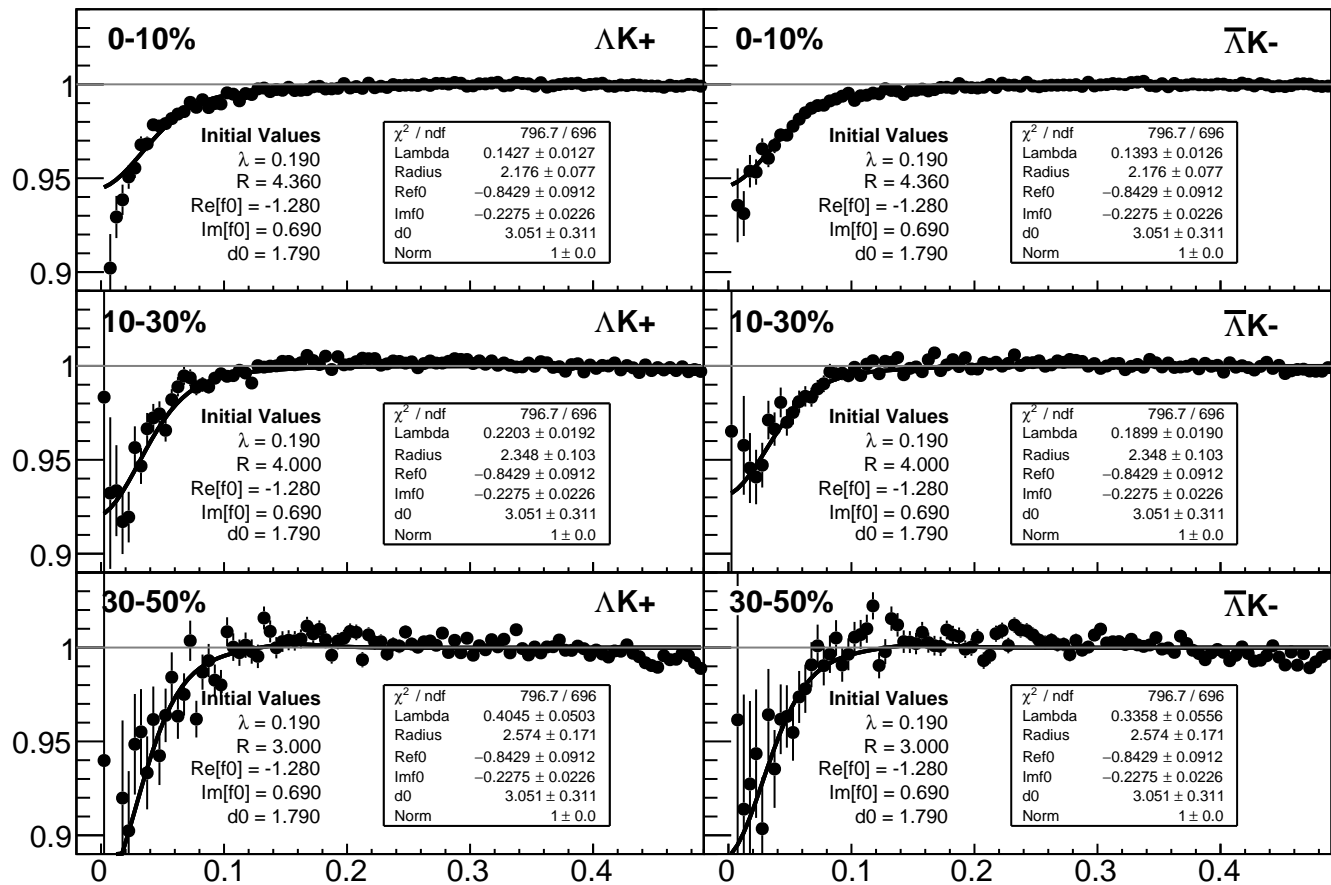 0-10%
ΛK+
1
0.95
0.9
Initial Values
λ = 0.190
R = 4.360
Re[f0] = -1.280
Im[f0] = 0.690
d0 = 1.790
χ² / ndf 796.7 / 696
Lambda 0.1427 ± 0.0127
Radius 2.176 ± 0.077
Ref0 −0.8429 ± 0.0912
Imf0 −0.2275 ± 0.0226
d0 3.051 ± 0.311
Norm 1 ± 0.0
0-10%
Λ̅K-
Initial Values
λ = 0.190
R = 4.360
Re[f0] = -1.280
Im[f0] = 0.690
d0 = 1.790
χ² / ndf 796.7 / 696
Lambda 0.1393 ± 0.0126
Radius 2.176 ± 0.077
Ref0 −0.8429 ± 0.0912
Imf0 −0.2275 ± 0.0226
d0 3.051 ± 0.311
Norm 1 ± 0.0
10-30%
ΛK+
1
0.95
0.9
Initial Values
λ = 0.190
R = 4.000
Re[f0] = -1.280
Im[f0] = 0.690
d0 = 1.790
χ² / ndf 796.7 / 696
Lambda 0.2203 ± 0.0192
Radius 2.348 ± 0.103
Ref0 −0.8429 ± 0.0912
Imf0 −0.2275 ± 0.0226
d0 3.051 ± 0.311
Norm 1 ± 0.0
10-30%
Λ̅K-
Initial Values
λ = 0.190
R = 4.000
Re[f0] = -1.280
Im[f0] = 0.690
d0 = 1.790
χ² / ndf 796.7 / 696
Lambda 0.1899 ± 0.0190
Radius 2.348 ± 0.103
Ref0 −0.8429 ± 0.0912
Imf0 −0.2275 ± 0.0226
d0 3.051 ± 0.311
Norm 1 ± 0.0
30-50%
ΛK+
1
0.95
0.9
Initial Values
λ = 0.190
R = 3.000
Re[f0] = -1.280
Im[f0] = 0.690
d0 = 1.790
χ² / ndf 796.7 / 696
Lambda 0.4045 ± 0.0503
Radius 2.574 ± 0.171
Ref0 −0.8429 ± 0.0912
Imf0 −0.2275 ± 0.0226
d0 3.051 ± 0.311
Norm 1 ± 0.0
30-50%
Λ̅K-
Initial Values
λ = 0.190
R = 3.000
Re[f0] = -1.280
Im[f0] = 0.690
d0 = 1.790
χ² / ndf 796.7 / 696
Lambda 0.3358 ± 0.0556
Radius 2.574 ± 0.171
Ref0 −0.8429 ± 0.0912
Imf0 −0.2275 ± 0.0226
d0 3.051 ± 0.311
Norm 1 ± 0.0
0 0.1 0.2 0.3 0.4 0 0.1 0.2 0.3 0.4